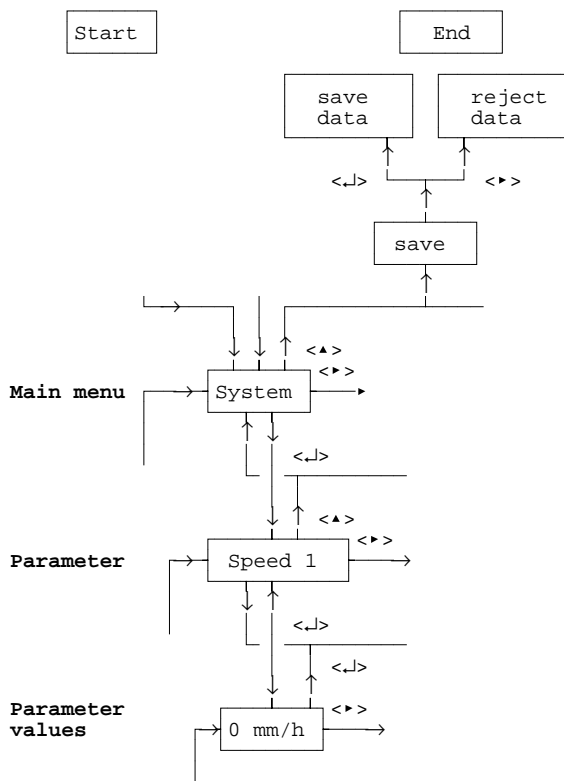 Start End
save reject
data data
<↵> <►>
save
<▲>
<►>
Main menu System
<↵>
<▲>
<►>
Parameter Speed 1
<↵>
<↵>
Parameter <►>
values 0 mm/h